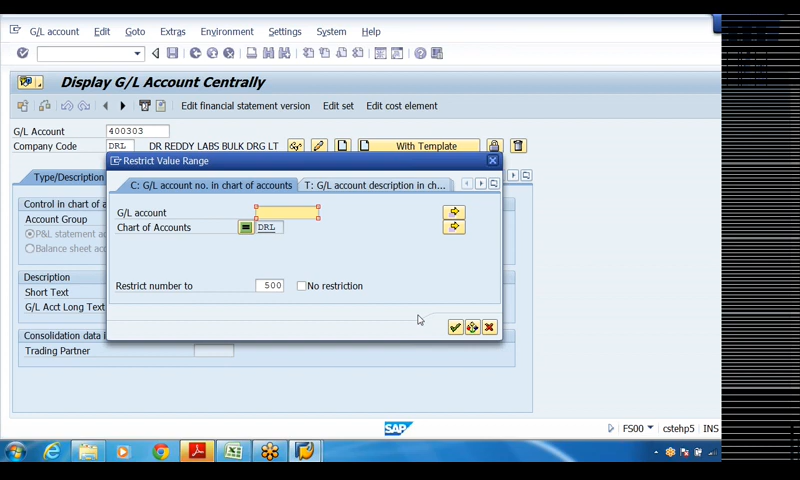 G/L account Edit Goto Extras Environment Settings System Help
Display G/L Account Centrally
Edit financial statement version Edit set Edit cost element
G/L Account 400303
Company Code DRL DR REDDY LABS BULK DRG LT With Template
Restrict Value Range
Type/Description
C: G/L account no. in chart of accounts T: G/L account description in ch...
Control in chart of a
G/L account
Account Group
Chart of Accounts DRL
P&L statement ac
Balance sheet acc
Description
Restrict number to 500 No restriction
Short Text
G/L Acct Long Text
Consolidation data i
Trading Partner
SAP
FS00 cstehp5 INS